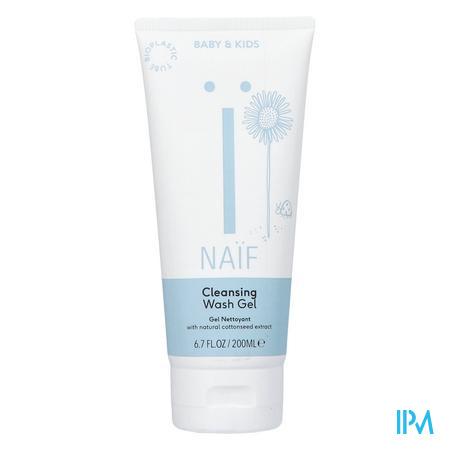 BABY & KIDS
BIOPLASTIC TUBE
Ï
NAÏF
Cleansing
Wash Gel
Gel Nettoyant
with natural cottonseed extract
6.7 FL.OZ/200ML℮
IPM